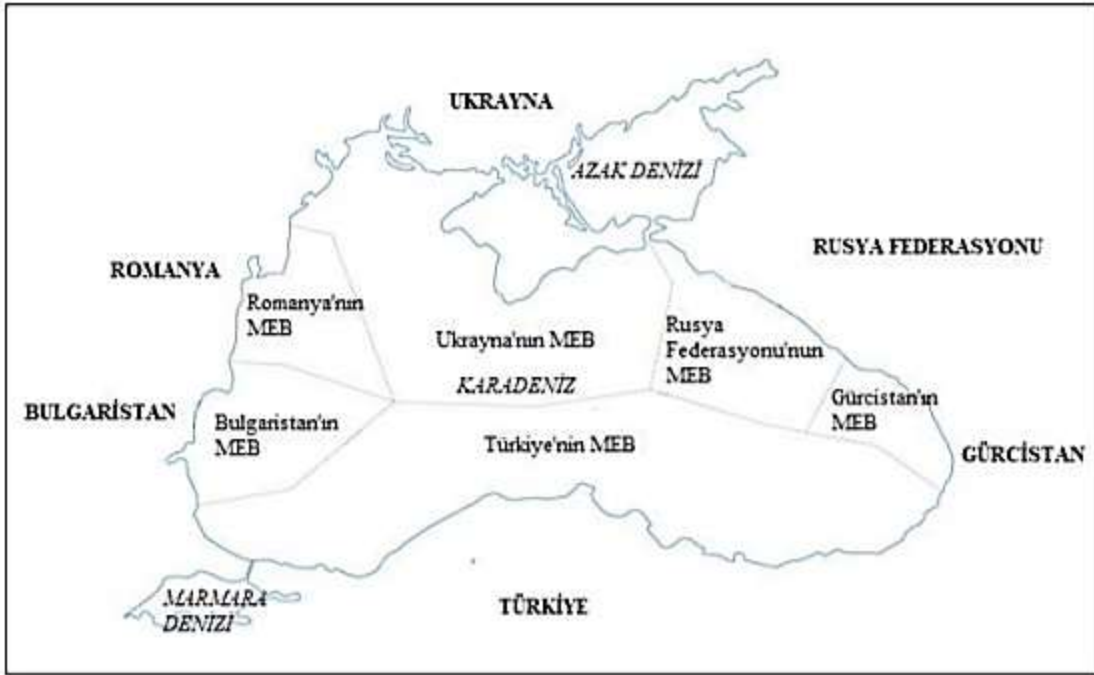 UKRAYNA
AZAK DENİZİ
RUSYA FEDERASYONU
ROMANYA
Romanya'nın
MEB
Ukrayna'nın MEB
Rusya
Federasyonu'nun
MEB
KARADENİZ
Gürcistan'ın
MEB
BULGARİSTAN
Bulgaristan'ın
MEB
Türkiye'nin MEB
GÜRCİSTAN
MARMARA
DENİZİ
TÜRKİYE